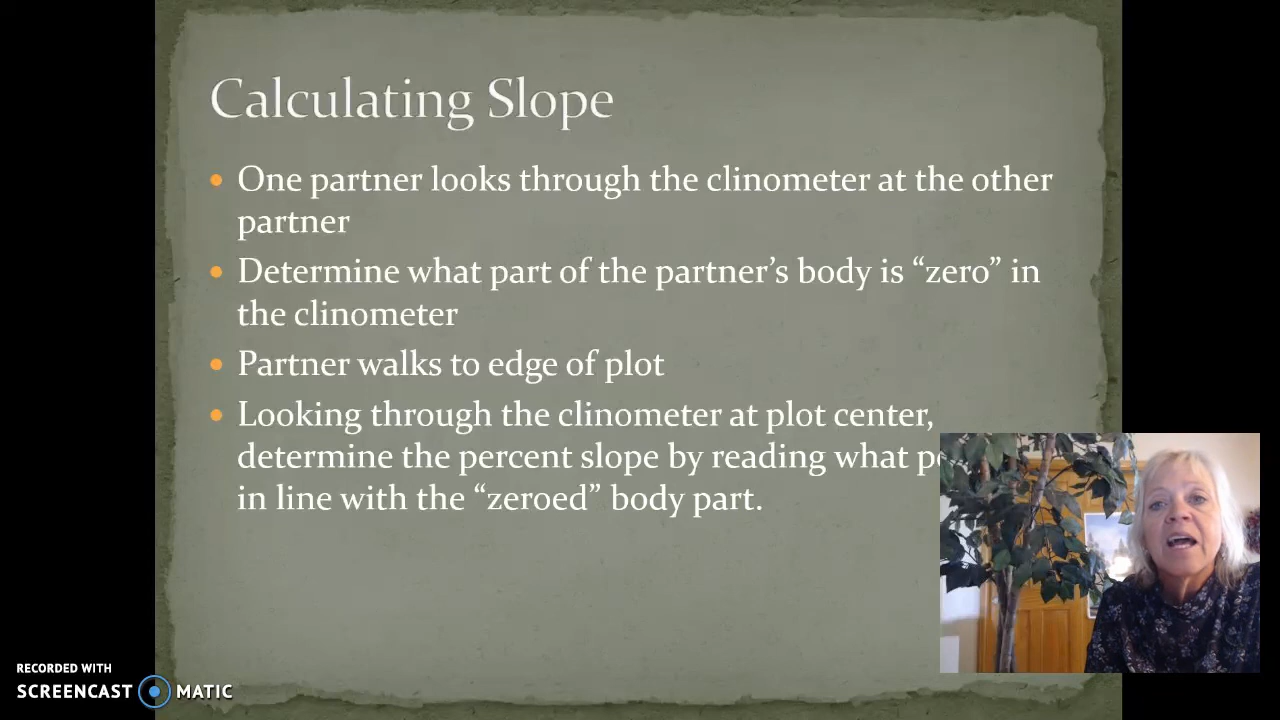 Calculating Slope
One partner looks through the clinometer at the other
partner
Determine what part of the partner’s body is “zero” in
the clinometer
Partner walks to edge of plot
Looking through the clinometer at plot center,
determine the percent slope by reading what
in line with the “zeroed” body part.
RECORDED WITH
SCREENCAST MATIC